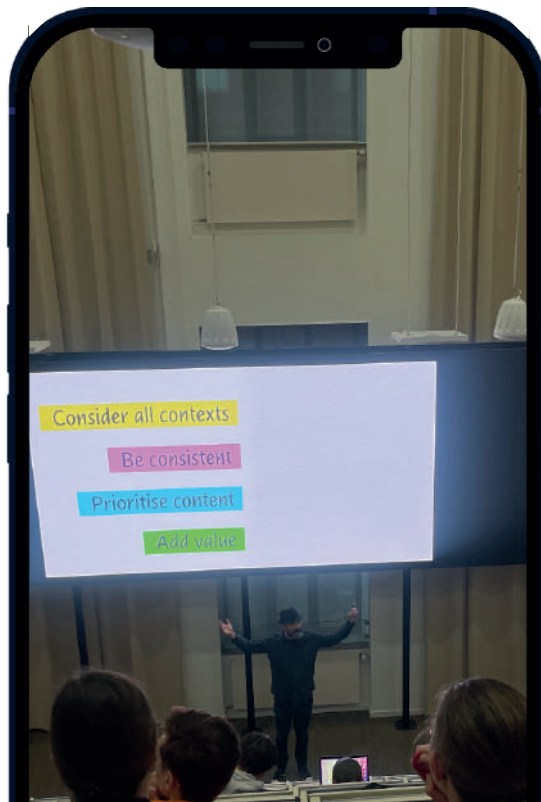 Consider all contexts
Be consistent
Prioritise content
Add value